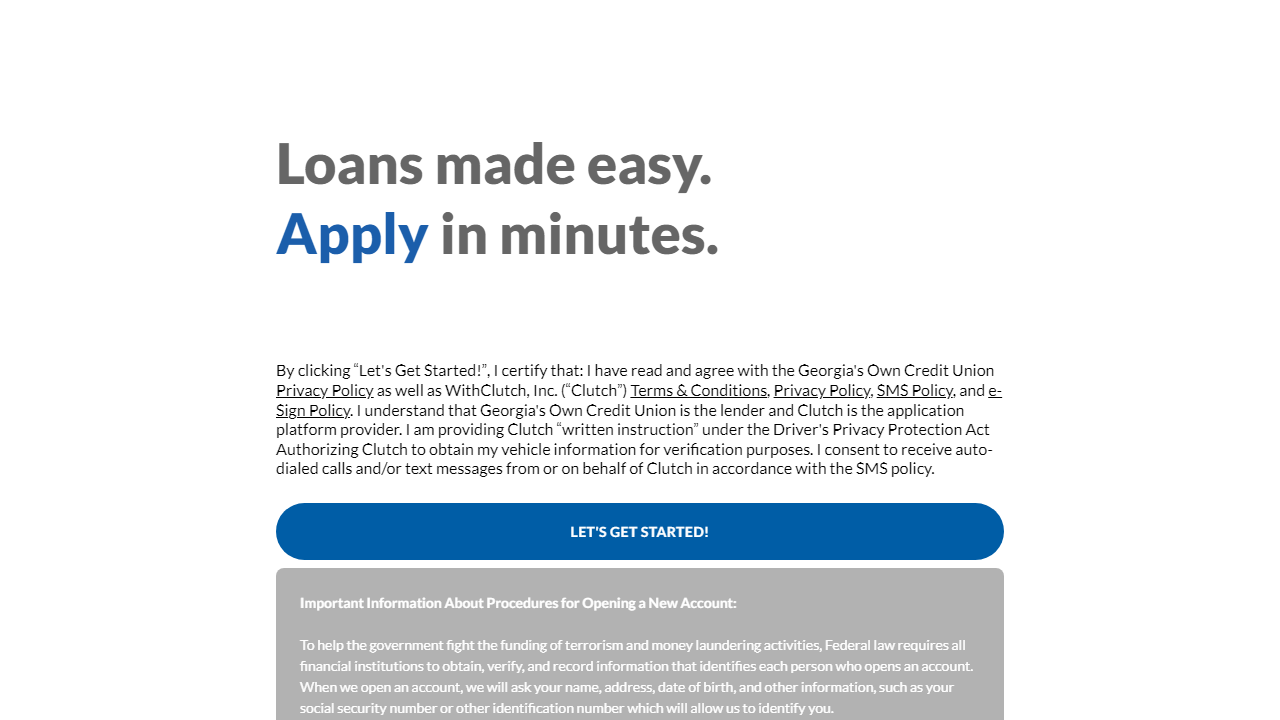 Loans made easy.
Apply in minutes.
By clicking “Let's Get Started!”, I certify that: I have read and agree with the Georgia's Own Credit Union
Privacy Policy as well as WithClutch, Inc. (“Clutch”) Terms & Conditions, Privacy Policy, SMS Policy, and e-
Sign Policy. I understand that Georgia's Own Credit Union is the lender and Clutch is the application
platform provider. I am providing Clutch “written instruction” under the Driver's Privacy Protection Act
Authorizing Clutch to obtain my vehicle information for verification purposes. I consent to receive auto-
dialed calls and/or text messages from or on behalf of Clutch in accordance with the SMS policy.
LET'S GET STARTED!
Important Information About Procedures for Opening a New Account:
To help the government fight the funding of terrorism and money laundering activities, Federal law requires all
financial institutions to obtain, verify, and record information that identifies each person who opens an account.
When we open an account, we will ask your name, address, date of birth, and other information, such as your
social security number or other identification number which will allow us to identify you.